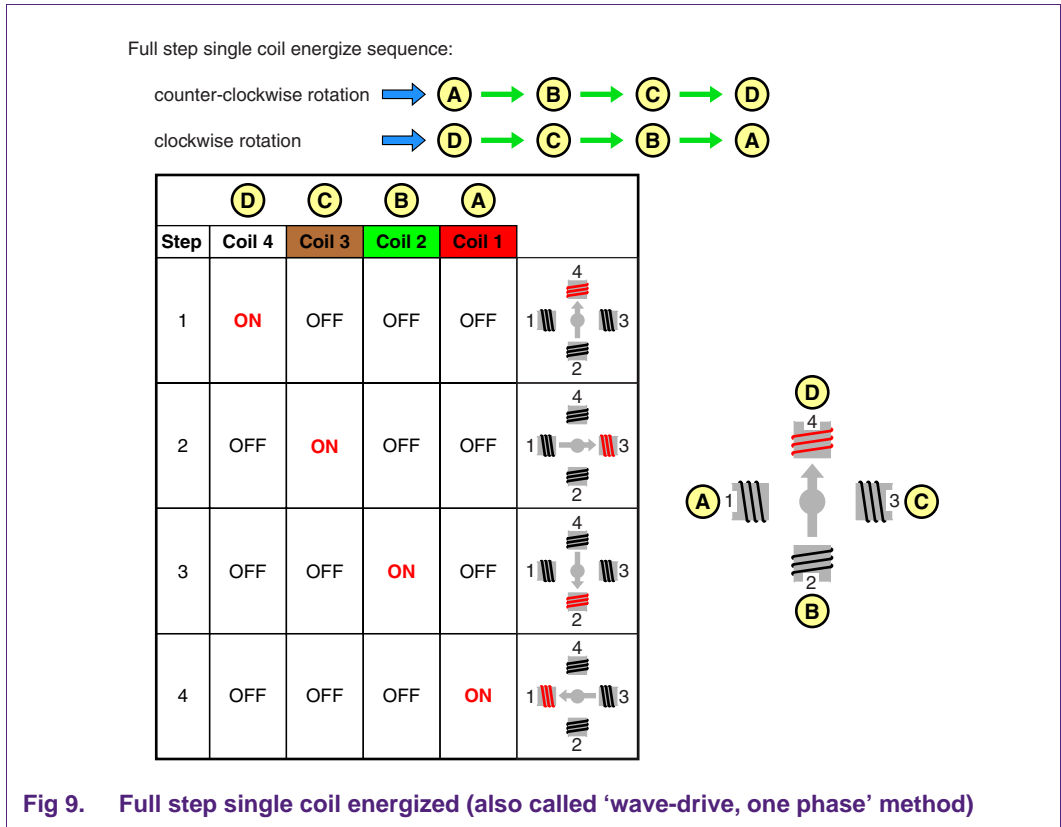 Full step single coil energize sequence:
counter-clockwise rotation A B C D
clockwise rotation D C B A
D C B A
Step Coil 4 Coil 3 Coil 2 Coil 1
4
1 ON OFF OFF OFF 1 3
2
4
2 OFF ON OFF OFF 1 3
2
4
3 OFF OFF ON OFF 1 3
2
4
4 OFF OFF OFF ON 1 3
2
D
4
A 1 3 C
2
B
Fig 9. Full step single coil energized (also called ‘wave-drive, one phase’ method)